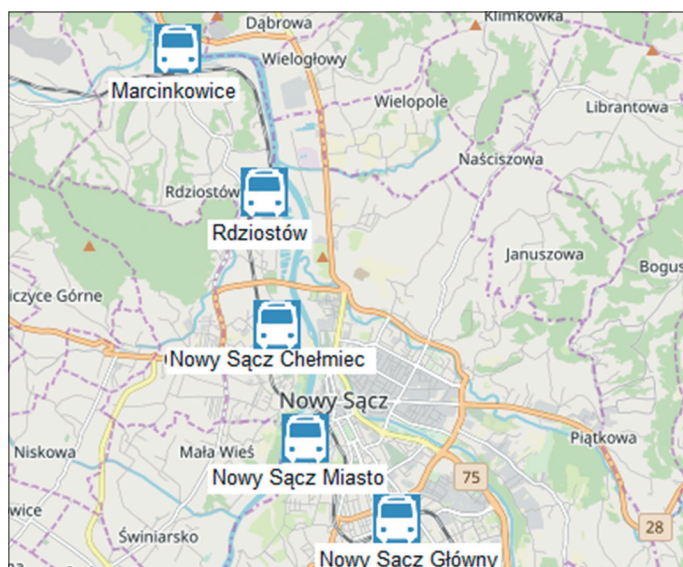 Klimkówka
Dąbrowa
Wielogłowy
Marcinkowice
Wielopole
Librantowa
Naściszowa
Rdziostów
Rdziostów
Januszowa
Bogus
iczyce Górne
Nowy Sącz Chełmiec
Nowy Sącz
Piątkowa
Niskowa
Mała Wieś
Nowy Sącz Miasto
75
wice
28
Świniarsko
Nowy Sącz Główny
na